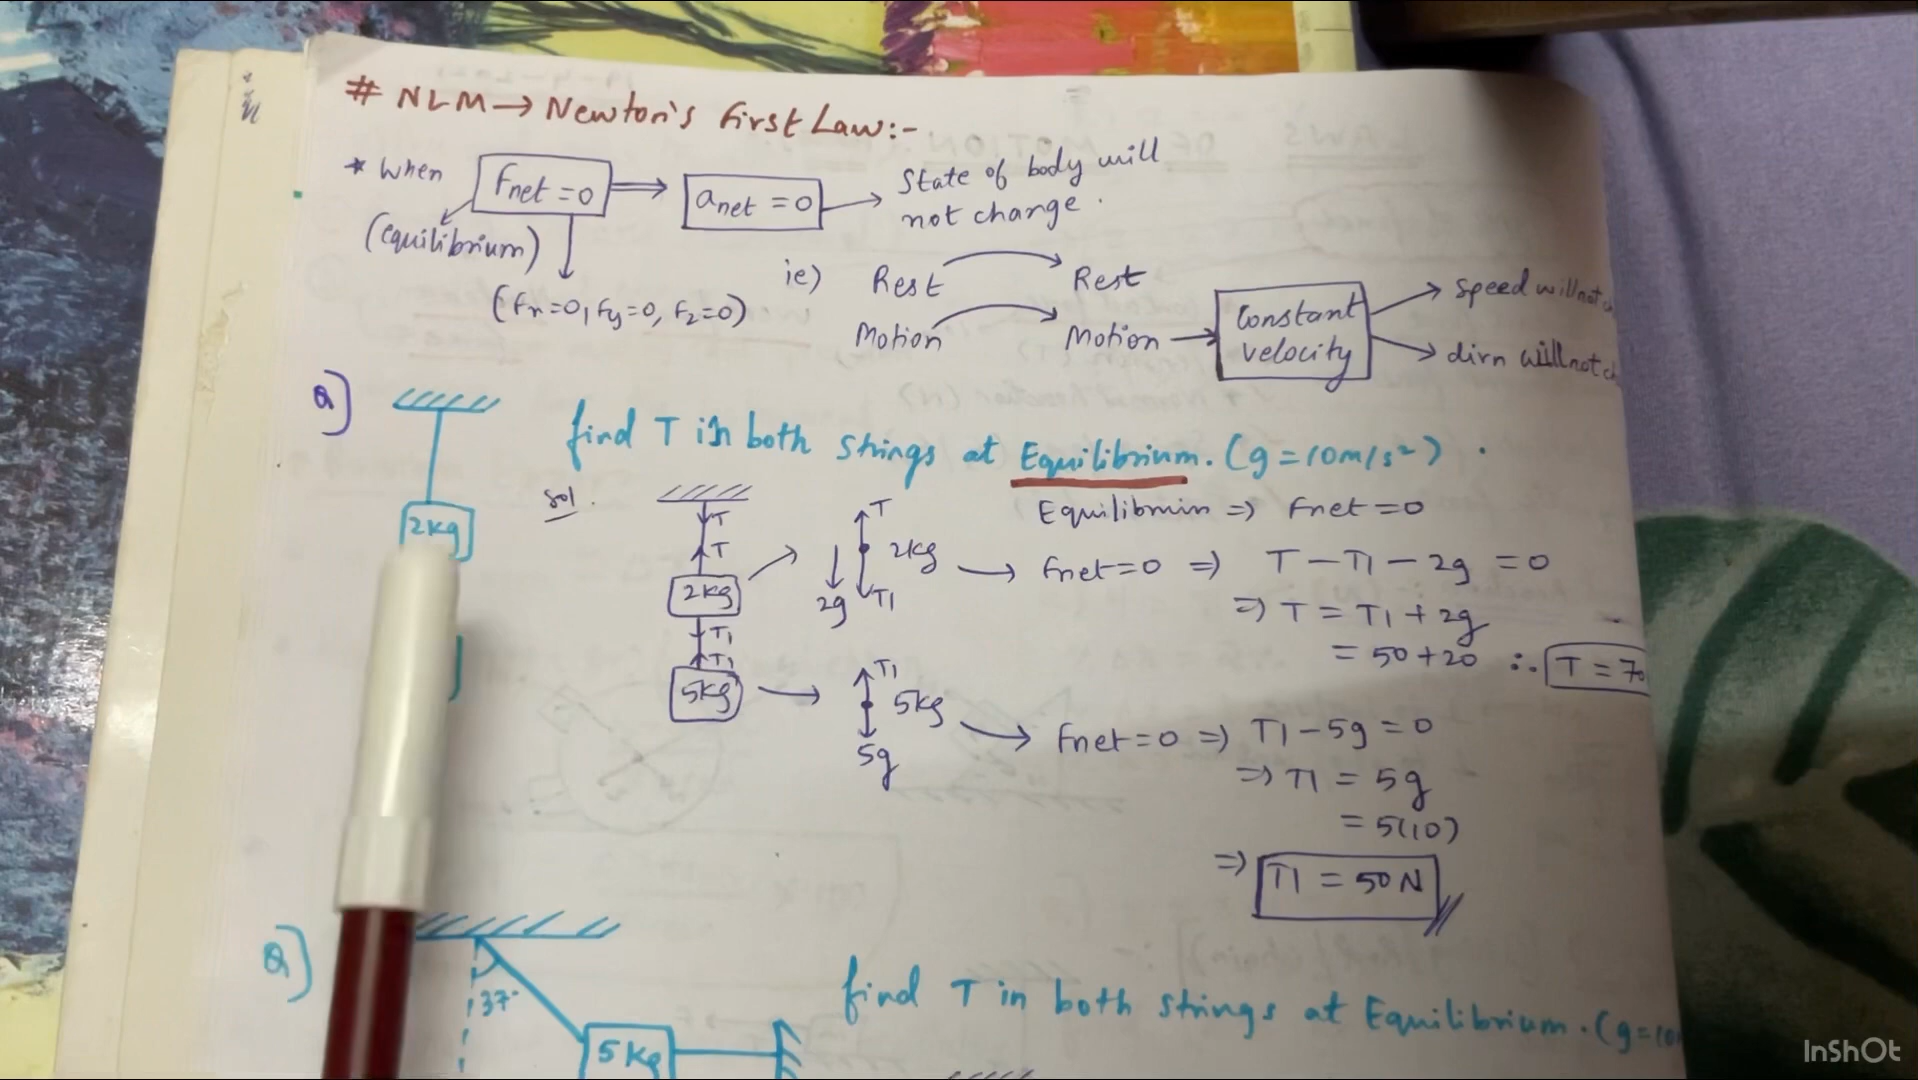 # NLM → Newton's First Law:-
* When Fnet = 0 ⇒ anet = 0 → State of body will not change.
(equilibrium)
(Fx=0, Fy=0, Fz=0)
ie) Rest Rest
Motion Motion → Constant velocity
speed will not
dirn will not
Q]
2kg
find T in both strings at Equilibrium. (g=10m/s²).
Sol.
Equilibrium ⇒ Fnet=0
T
T
2kg
T1
T1
5kg
T
2kg
2g T1
→ Fnet=0 ⇒ T-T1-2g = 0
⇒ T = T1 + 2g
= 50+20 ∴ T = 70
T1
5kg
5g
Fnet=0 ⇒ T1-5g = 0
⇒ T1 = 5g
= 5(10)
⇒ T1 = 50N
Q]
37°
5kg
find T in both strings at Equilibrium. (g=10
InShOt